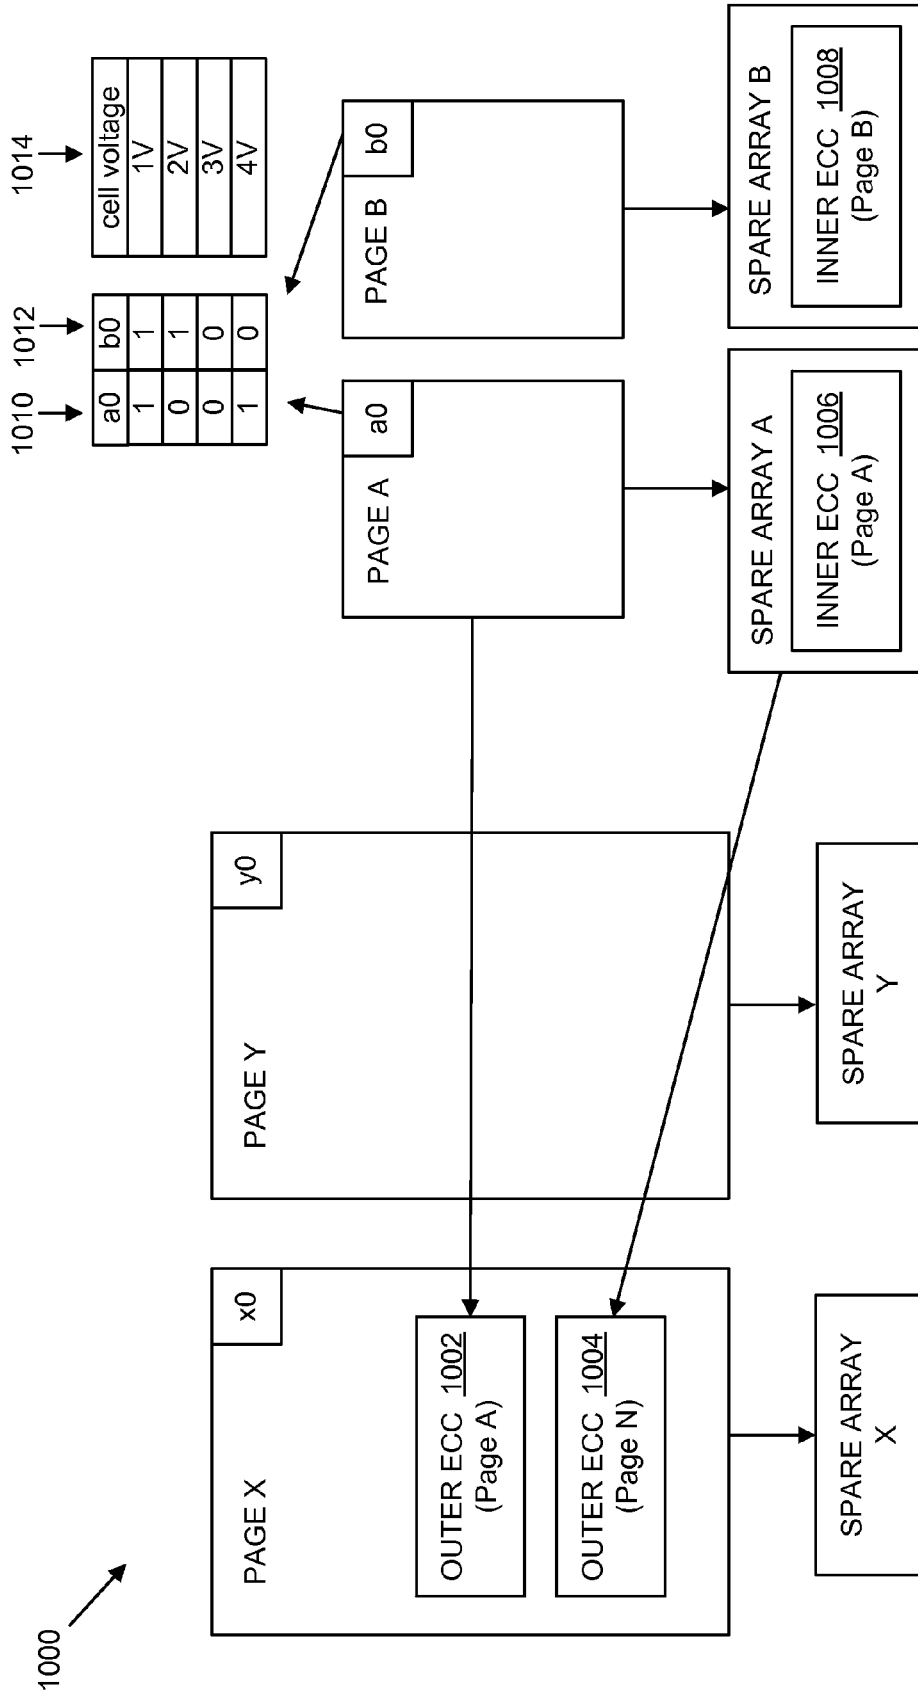 1000
PAGE X
x0
OUTER ECC 1002
(Page A)
OUTER ECC 1004
(Page N)
SPARE ARRAY
X
PAGE Y
y0
SPARE ARRAY
Y
1010
1012
1014
a0 b0
1 1
0 1
0 0
1 0
cell voltage
1V
2V
3V
4V
PAGE A
a0
SPARE ARRAY A
INNER ECC 1006
(Page A)
PAGE B
b0
SPARE ARRAY B
INNER ECC 1008
(Page B)